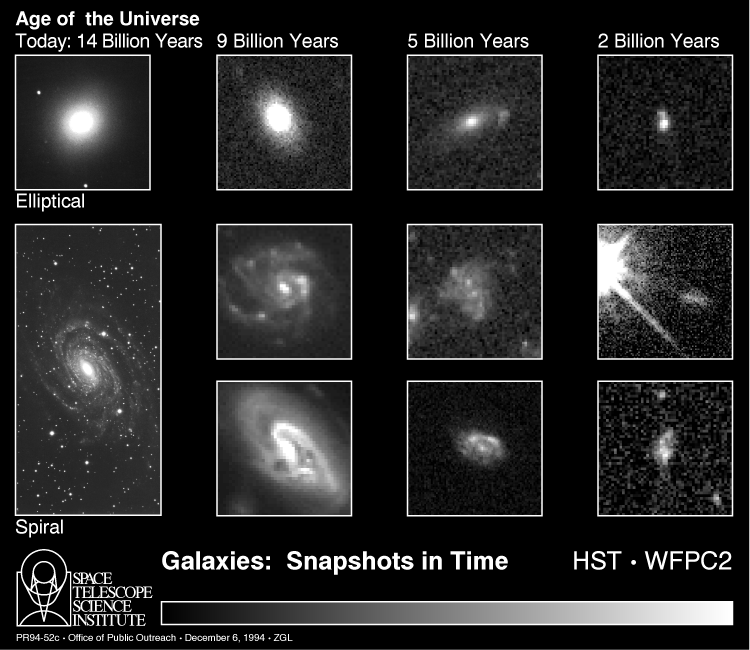 Age of the Universe
Today: 14 Billion Years
9 Billion Years
5 Billion Years
2 Billion Years
Elliptical
Spiral
Galaxies: Snapshots in Time
HST · WFPC2
SPACE
TELESCOPE
SCIENCE
INSTITUTE
PR94-52c · Office of Public Outreach · December 6, 1994 · ZGL